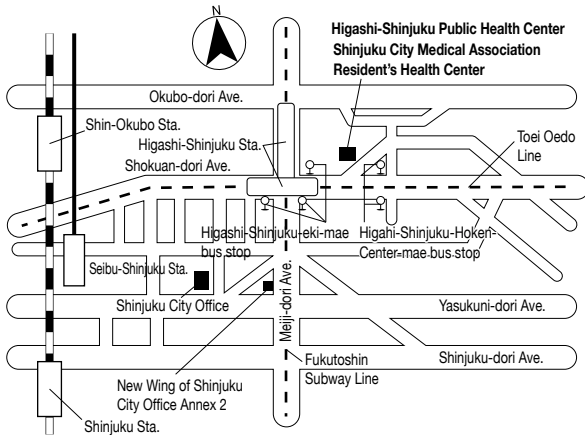 N
Higashi-Shinjuku Public Health Center
Shinjuku City Medical Association
Resident's Health Center
Okubo-dori Ave.
Shin-Okubo Sta.
Higashi-Shinjuku Sta.
Shokuan-dori Ave.
Toei Oedo
Line
Higashi-Shinjuku-eki-mae
bus stop
Higahi-Shinjuku-Hoken-
Center-mae bus stop
Seibu-Shinjuku Sta.
Shinjuku City Office
Meiji-dori Ave.
Yasukuni-dori Ave.
Shinjuku-dori Ave.
New Wing of Shinjuku
City Office Annex 2
Fukutoshin
Subway Line
Shinjuku Sta.